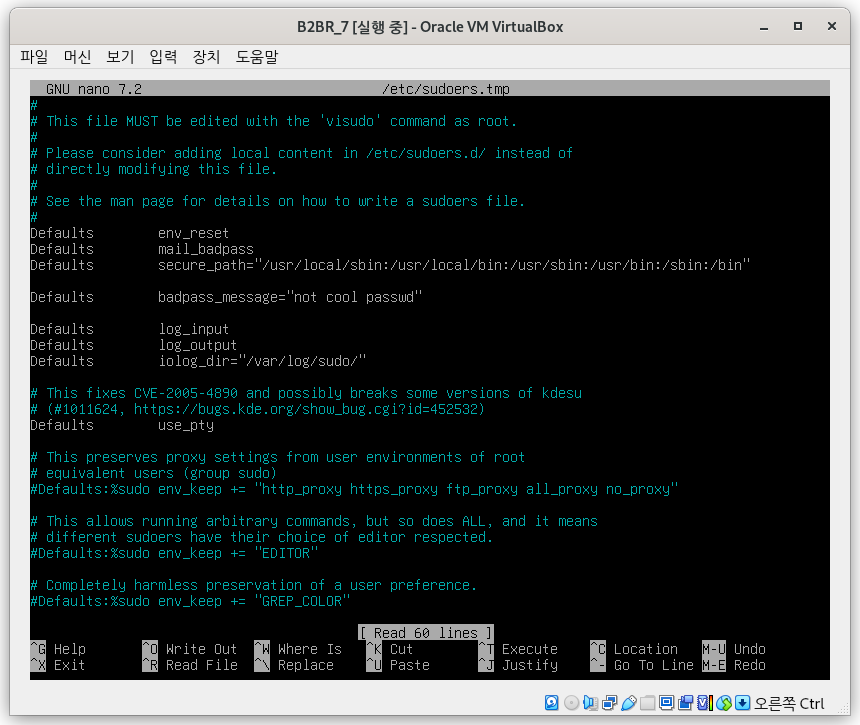 B2BR_7 [실행 중] - Oracle VM VirtualBox
파일 머신 보기 입력 장치 도움말
GNU nano 7.2 /etc/sudoers.tmp
#
# This file MUST be edited with the 'visudo' command as root.
#
# Please consider adding local content in /etc/sudoers.d/ instead of
# directly modifying this file.
#
# See the man page for details on how to write a sudoers file.
#
Defaults env_reset
Defaults mail_badpass
Defaults secure_path="/usr/local/sbin:/usr/local/bin:/usr/sbin:/usr/bin:/sbin:/bin"
Defaults badpass_message="not cool passwd"
Defaults log_input
Defaults log_output
Defaults iolog_dir="/var/log/sudo/"
# This fixes CVE-2005-4890 and possibly breaks some versions of kdesu
# (#1011624, https://bugs.kde.org/show_bug.cgi?id=452532)
Defaults use_pty
# This preserves proxy settings from user environments of root
# equivalent users (group sudo)
#Defaults:%sudo env_keep += "http_proxy https_proxy ftp_proxy all_proxy no_proxy"
# This allows running arbitrary commands, but so does ALL, and it means
# different sudoers have their choice of editor respected.
#Defaults:%sudo env_keep += "EDITOR"
# Completely harmless preservation of a user preference.
#Defaults:%sudo env_keep += "GREP_COLOR"
[ Read 60 lines ]
^G Help ^O Write Out ^W Where Is ^K Cut ^T Execute ^C Location M-U Undo
^X Exit ^R Read File ^\ Replace ^U Paste ^J Justify ^- Go To Line M-E Redo
오른쪽 Ctrl